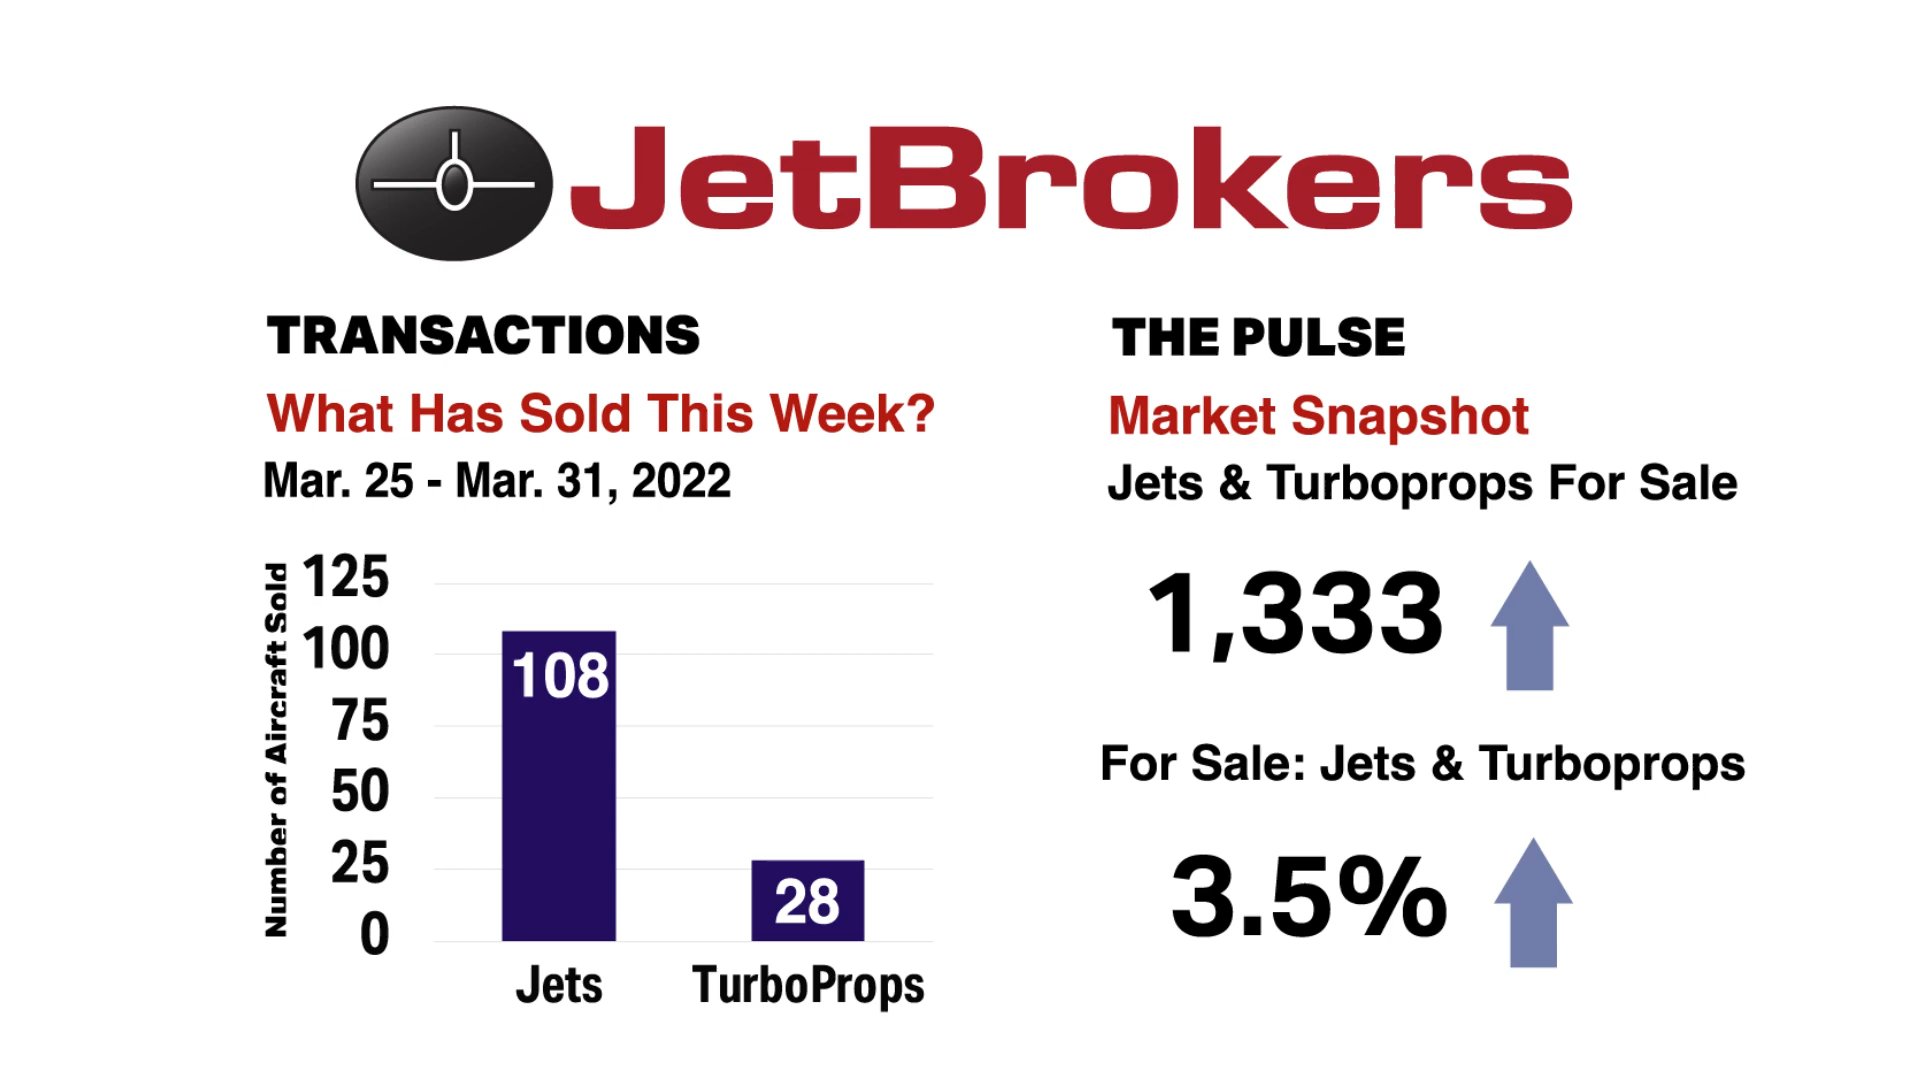 JetBrokers
TRANSACTIONS
What Has Sold This Week?
Mar. 25 - Mar. 31, 2022
Number of Aircraft Sold
125
100
75
50
25
0
108
28
Jets
TurboProps
THE PULSE
Market Snapshot
Jets & Turboprops For Sale
1,333
For Sale: Jets & Turboprops
3.5%